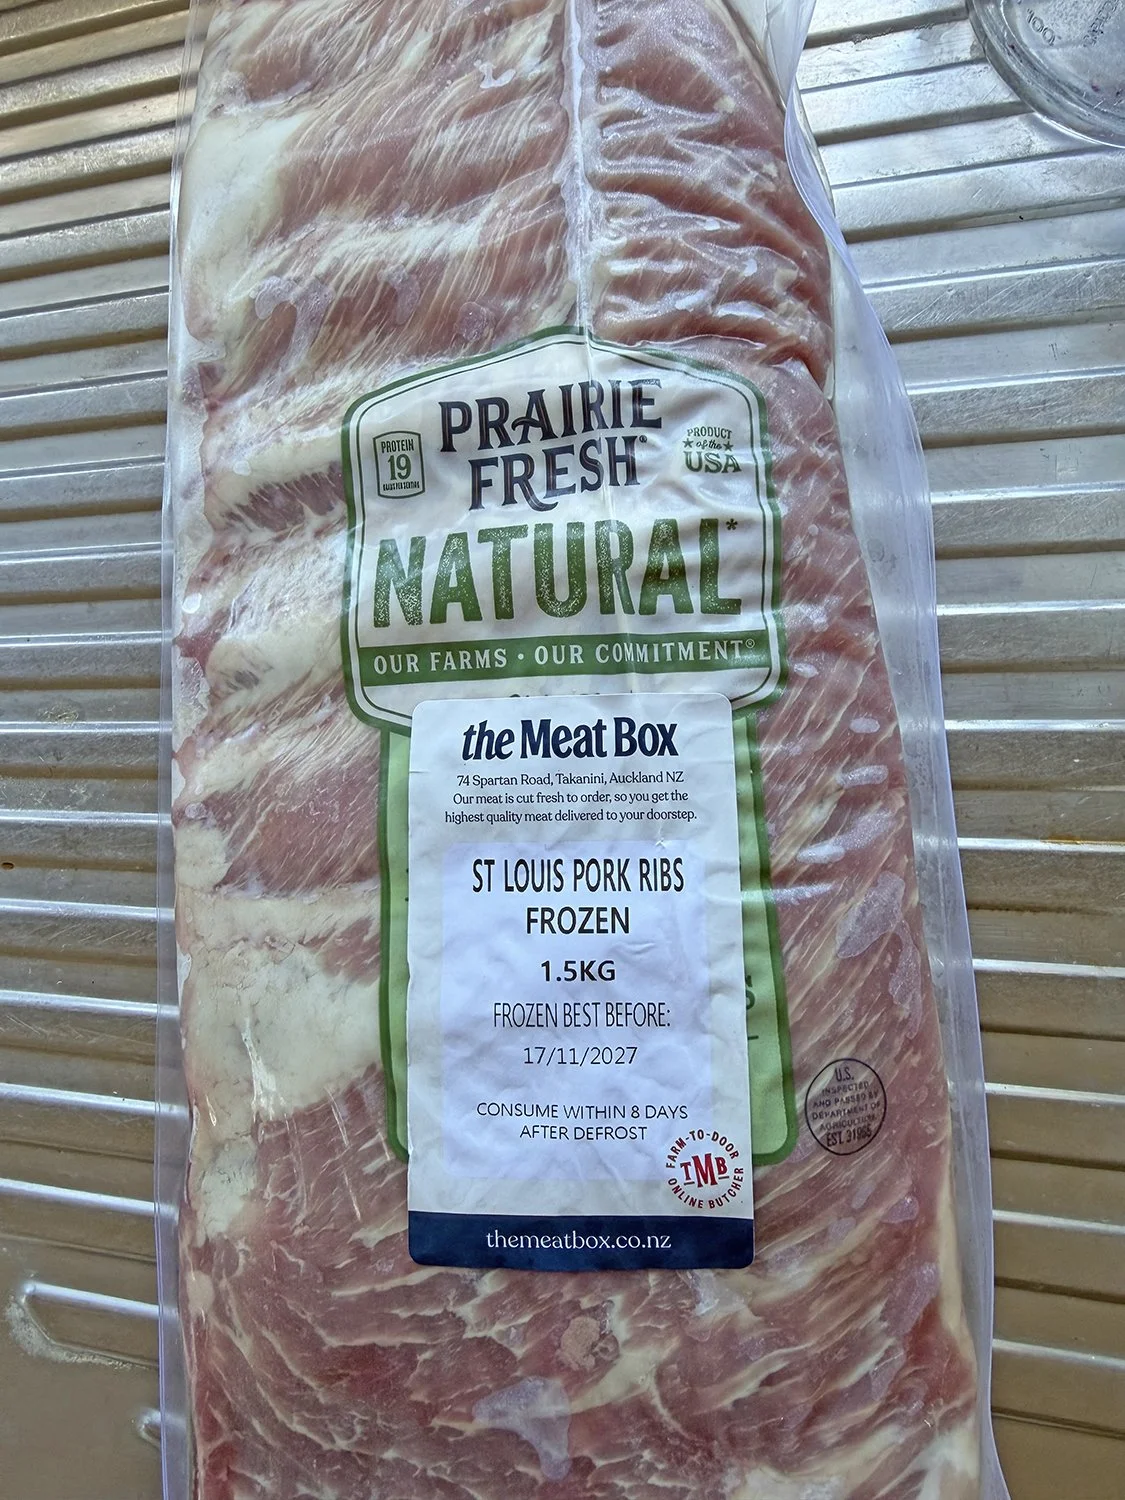 PRAIRIE
FRESH®
PROTEIN
19
PRODUCT
of the
USA
NATURAL*
OUR FARMS • OUR COMMITMENT®
the Meat Box
74 Spartan Road, Takanini, Auckland NZ
Our meat is cut fresh to order, so you get the
highest quality meat delivered to your doorstep.
ST LOUIS PORK RIBS
FROZEN
1.5KG
FROZEN BEST BEFORE:
17/11/2027
CONSUME WITHIN 8 DAYS
AFTER DEFROST
FARM-TO-DOOR
TMB
ONLINE BUTCHER
themeatbox.co.nz
U.S.
INSPECTED
AND PASSED BY
DEPARTMENT OF
AGRICULTURE
EST.